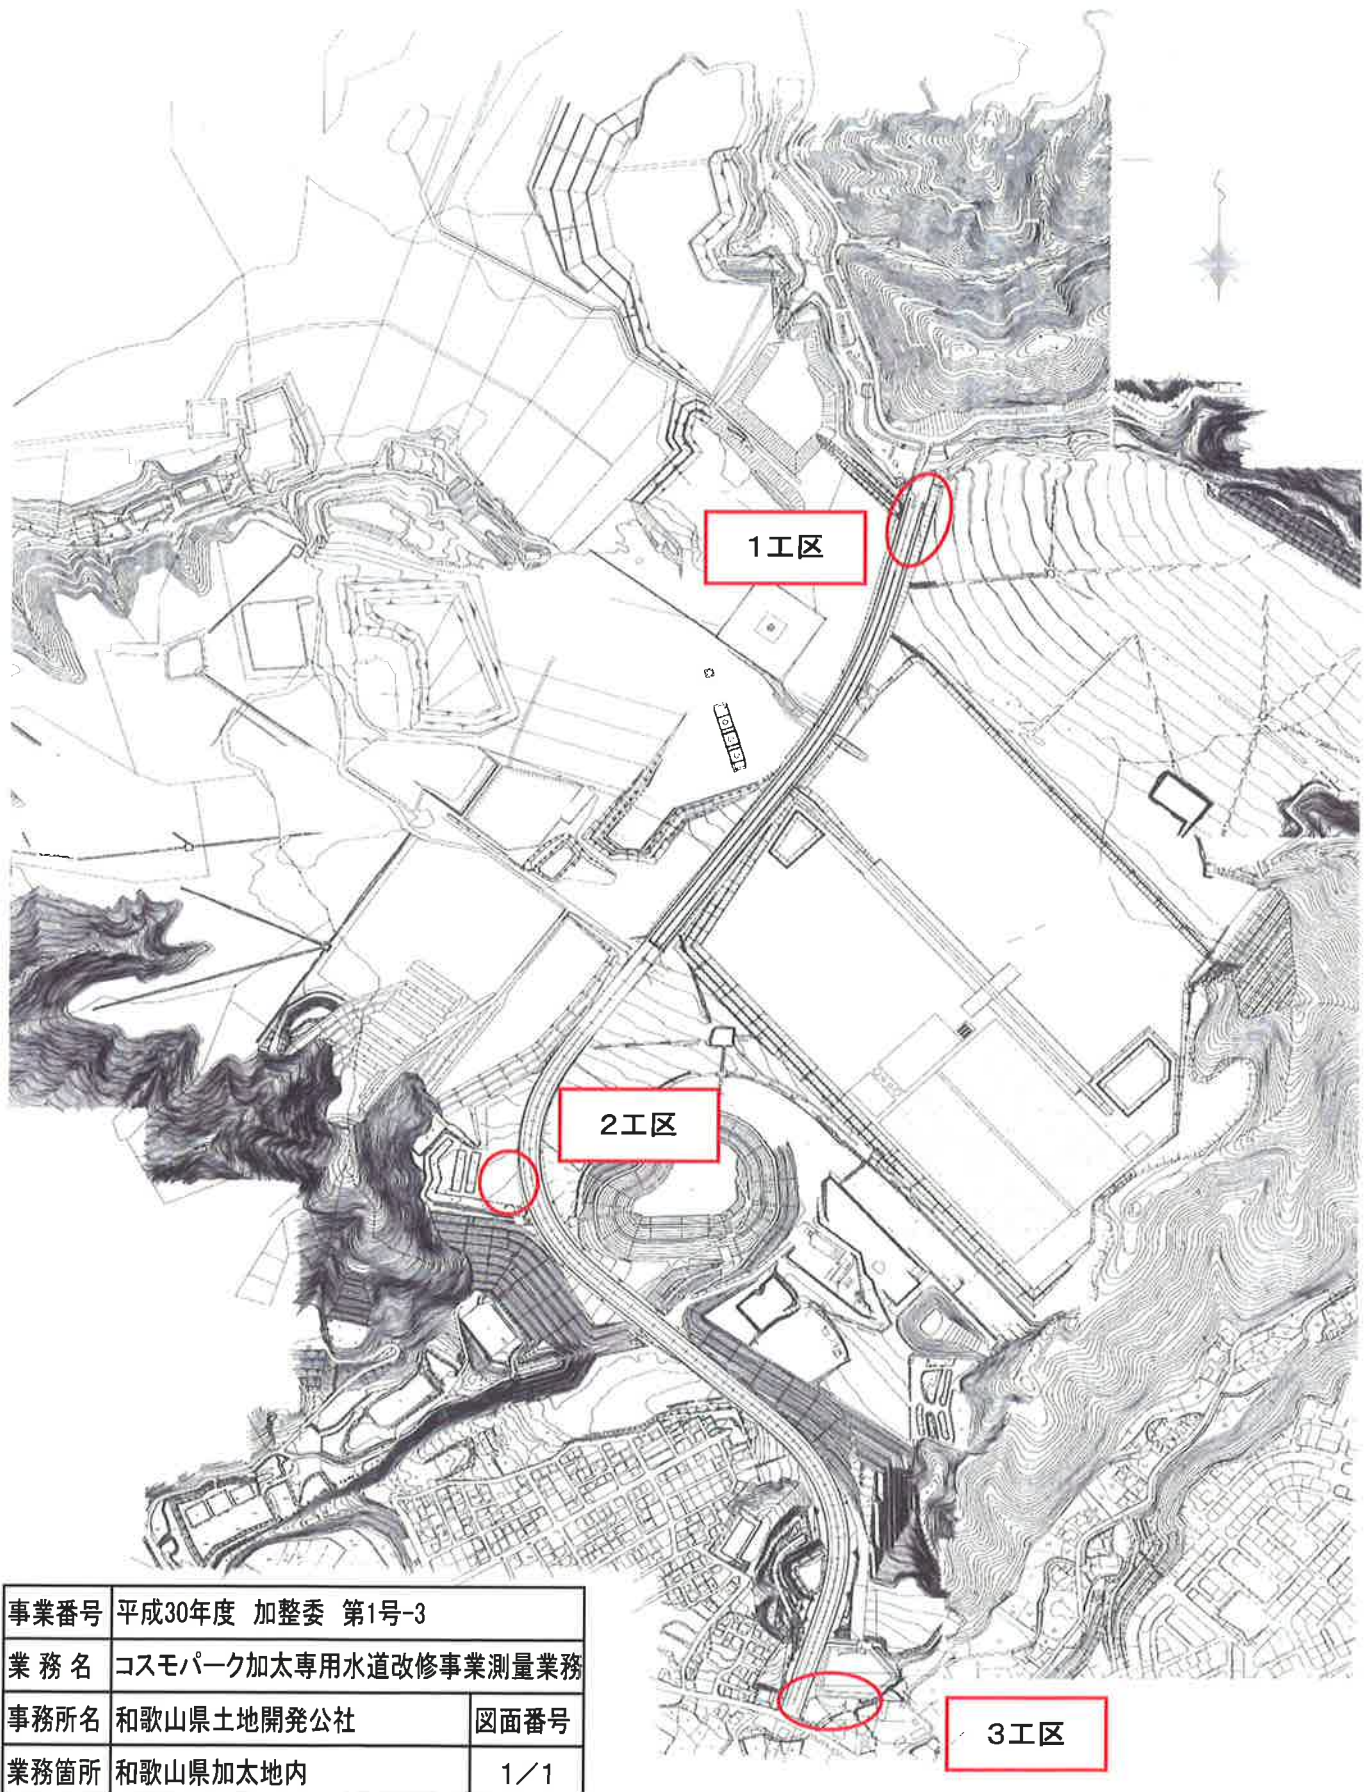 1工区
2工区
3工区
事業番号 平成30年度 加整委 第1号-3
業務名 コスモパーク加太専用水道改修事業測量業務
事務所名 和歌山県土地開発公社 図面番号
業務箇所 和歌山県加太地内 1/1